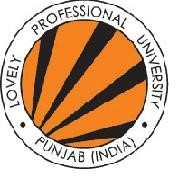 LOVELY PROFESSIONAL UNIVERSITY
PUNJAB (INDIA)